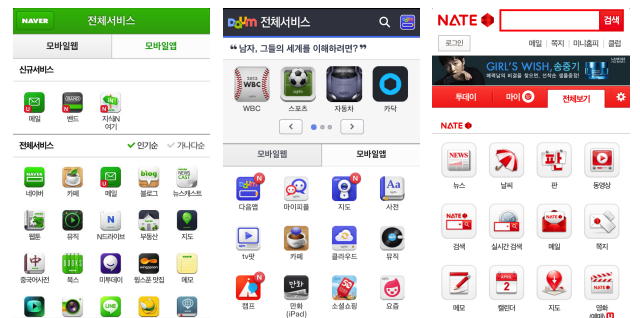 NAVER 전체서비스
모바일웹 모바일앱
신규서비스
메일 밴드 지식iN
여기
전체서비스 인기순 가나다순
네이버 카페 메일 블로그 뉴스캐스트
웹툰 뮤직 N드라이브 부동산 지도
중국어사전 북스 미투데이 윙스푼 맛집 메모
LINE
Daum 전체서비스
남자, 그들의 세계를 이해하려면?
WBC 스포츠 자동차 카닥
모바일웹 모바일앱
다음앱 마이피플 지도 사전
tv팟 카페 클라우드 뮤직
캠프 만화
(iPad) 소셜쇼핑 요즘
NATE 검색
로그인 메일 쪽지 미니홈피 클럽
GIRL'S WISH, 송중기
투데이 마이 전체보기
NATE
NEWS
뉴스 날씨 판 동영상
NATE NATE
검색 실시간 검색 메일 쪽지
APRIL
2
메모 캘린더 지도 영화